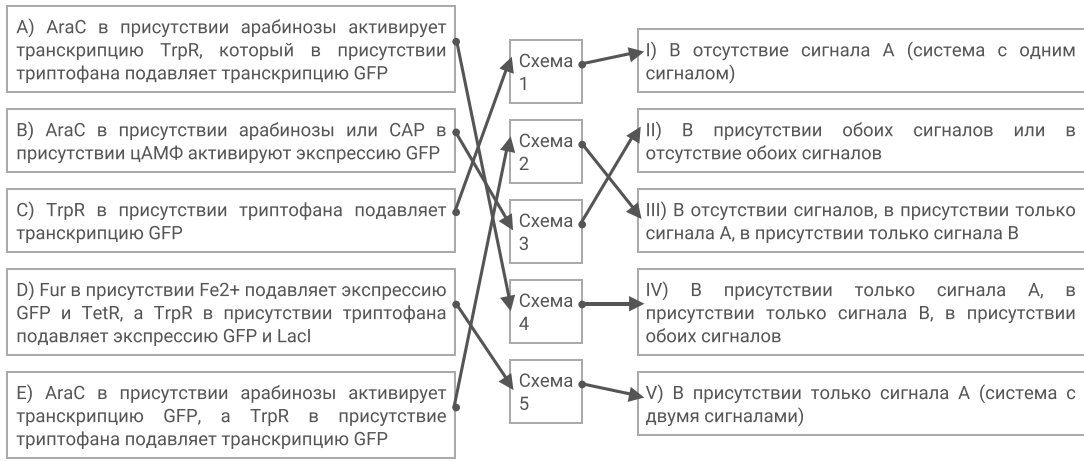 A) AraC в присутствии арабинозы активирует
транскрипцию TrpR, который в присутствии
триптофана подавляет транскрипцию GFP
B) AraC в присутствии арабинозы или CAP в
присутствии цАМФ активируют экспрессию GFP
C) TrpR в присутствии триптофана подавляет
транскрипцию GFP
D) Fur в присутствии Fe2+ подавляет экспрессию
GFP и TetR, а TrpR в присутствии триптофана
подавляет экспрессию GFP и LacI
E) AraC в присутствии арабинозы активирует
транскрипцию GFP, а TrpR в присутствие
триптофана подавляет транскрипцию GFP
Схема
1
Схема
2
Схема
3
Схема
4
Схема
5
I) В отсутствие сигнала А (система с одним
сигналом)
II) В присутствии обоих сигналов или в
отсутствие обоих сигналов
III) В отсутствии сигналов, в присутствии только
сигнала А, в присутствии только сигнала В
IV) В присутствии только сигнала А, в
присутствии только сигнала В, в присутствии
обоих сигналов
V) В присутствии только сигнала А (система с
двумя сигналами)